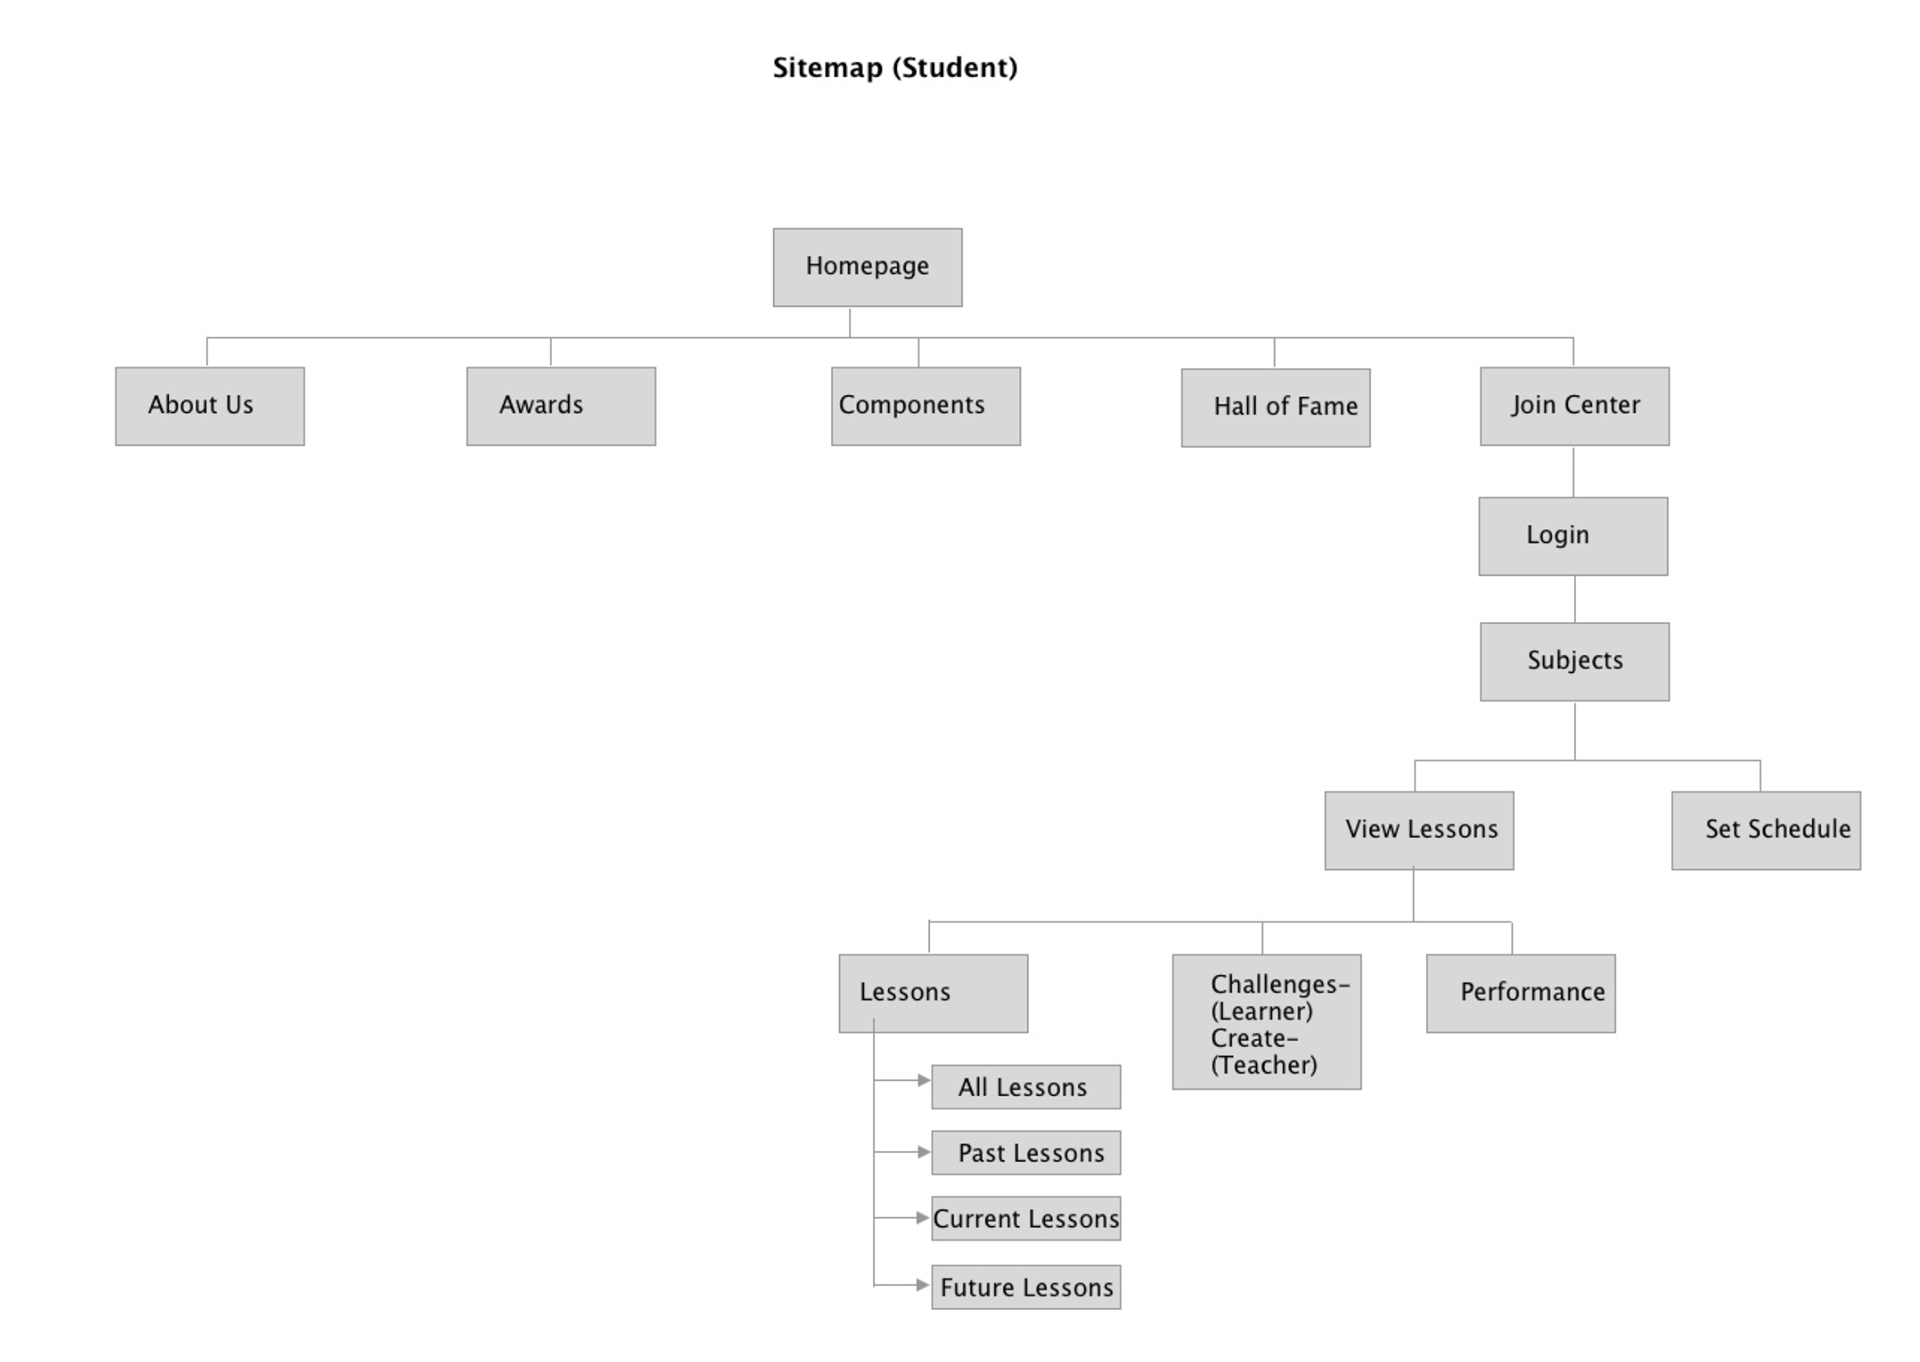 Sitemap (Student)
Homepage
About Us
Awards
Components
Hall of Fame
Join Center
Login
Subjects
View Lessons
Set Schedule
Lessons
Challenges-
(Learner)
Create-
(Teacher)
Performance
All Lessons
Past Lessons
Current Lessons
Future Lessons